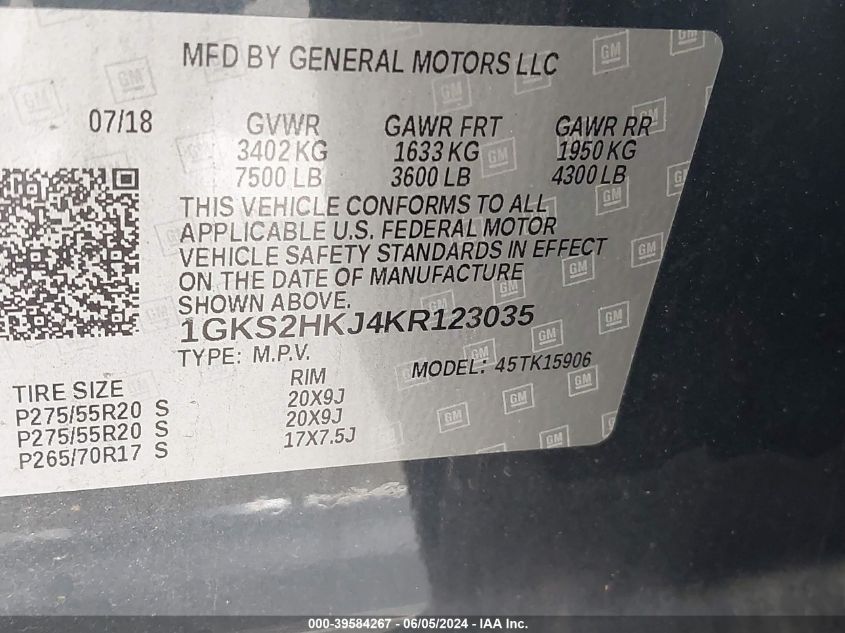 MFD BY GENERAL MOTORS LLC
07/18 GVWR GAWR FRT GAWR RR
3402 KG 1633 KG 1950 KG
7500 LB 3600 LB 4300 LB
THIS VEHICLE CONFORMS TO ALL
APPLICABLE U.S. FEDERAL MOTOR
VEHICLE SAFETY STANDARDS IN EFFECT
ON THE DATE OF MANUFACTURE
SHOWN ABOVE.
1GKS2HKJ4KR123035
TYPE: M.P.V. MODEL: 45TK15906
TIRE SIZE RIM
P275/55R20 S 20X9J
P275/55R20 S 20X9J
P265/70R17 S 17X7.5J
000-39584267 - 06/05/2024 - IAA Inc.